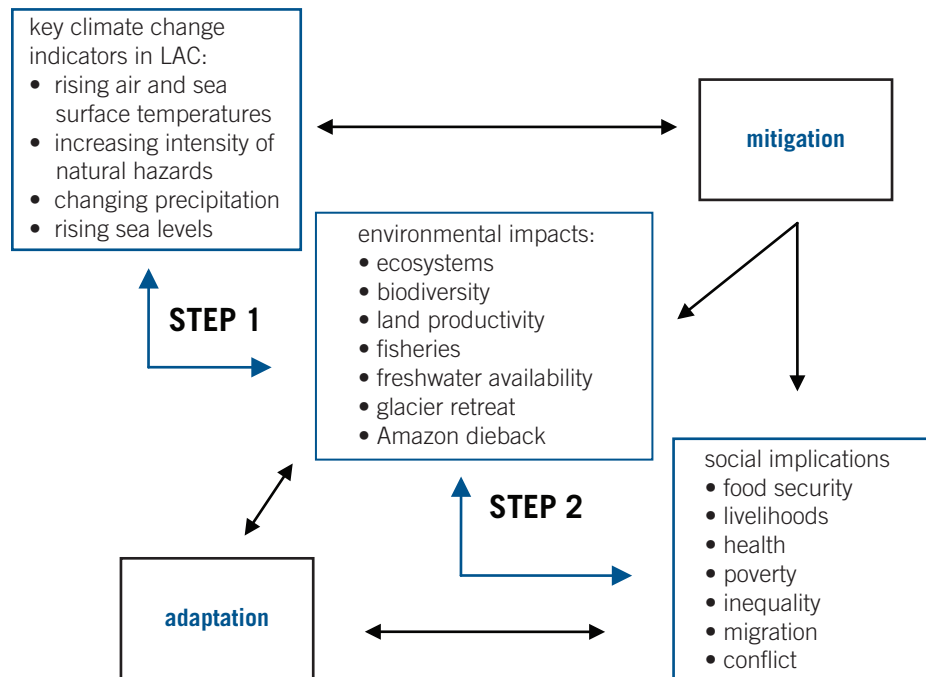 key climate change
indicators in LAC:
• rising air and sea
surface temperatures
• increasing intensity of
natural hazards
• changing precipitation
• rising sea levels
mitigation
STEP 1
environmental impacts:
• ecosystems
• biodiversity
• land productivity
• fisheries
• freshwater availability
• glacier retreat
• Amazon dieback
STEP 2
social implications
• food security
• livelihoods
• health
• poverty
• inequality
• migration
• conflict
adaptation